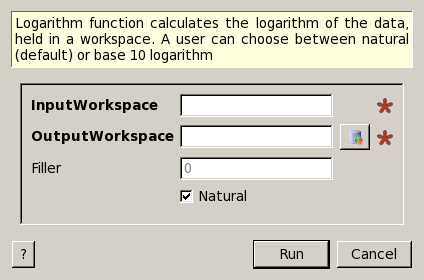 Logarithm function calculates the logarithm of the data,
held in a workspace. A user can choose between natural
(default) or base 10 logarithm
InputWorkspace
OutputWorkspace
Filler 0
Natural
? Run Cancel